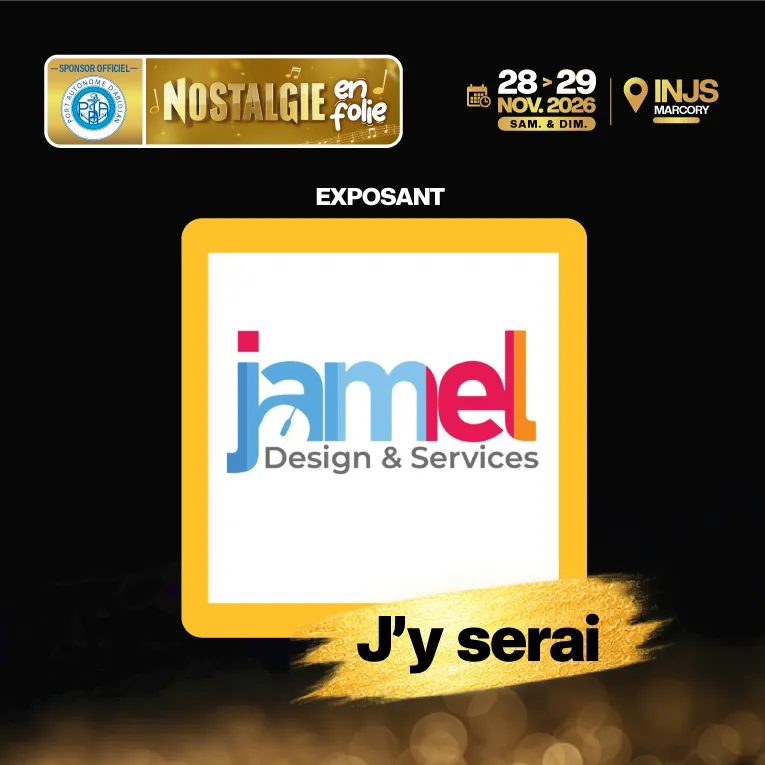 SPONSOR OFFICIEL
PORT AUTONOME D'ABIDJAN
NOSTALGIE en folie
28 > 29
NOV. 2026
SAM. & DIM.
INJS
MARCORY
EXPOSANT
jamel
Design & Services
J'y serai